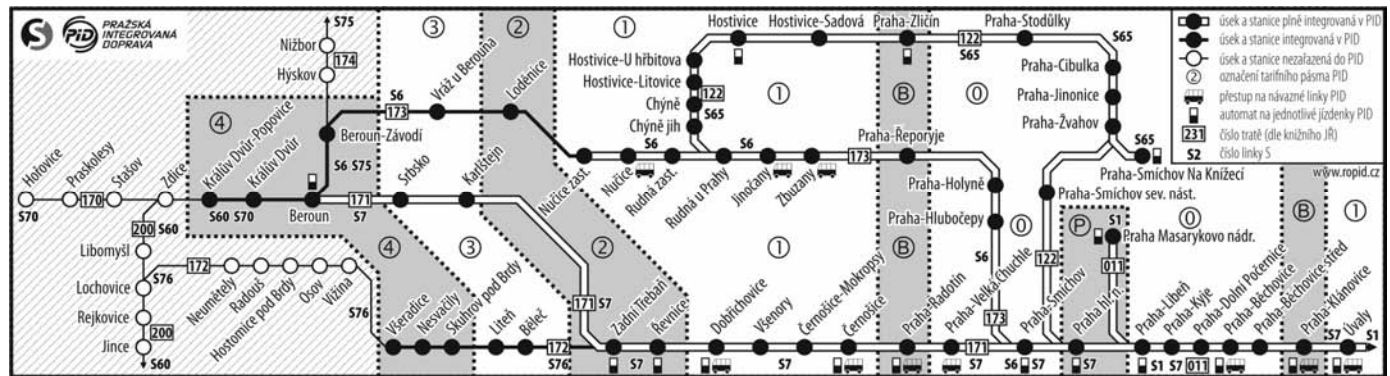 S PID PRAŽSKÁ
INTEGROVANÁ
DOPRAVA
S75
Nižbor
174
Hýskov
4
Králův Dvůr-Popovice
Králův Dvůr
Beroun-Závodí
S6 S75
Beroun
Hořovice
Praskolesy
Stašov
Zdice
S70
170
S60
S70
200
S60
Libomyšl
S76
172
Lochovice
Rejkovice
200
Jince
S60
Neumětely
Radouš
Hostomice pod Brdy
Osov
Vižina
S76
3
S6
173
Vráž u Berouna
2
Loděnice
171
S7
Srbsko
Karlštejn
4
3
2
Všeradice
Nesvačily
Skuhrov pod Brdy
Liteň
Běleč
172
S76
171
S7
Zadní Třebaň
S7
Řevnice
1
Hostivice
Hostivice-Sadová
Praha-Zličín
122
S65
Praha-Stodůlky
S65
Hostivice-U hřbitova
Hostivice-Litovice
122
Chýně
S65
Chýně jih
1
B
0
Praha-Cibulka
Praha-Jinonice
Praha-Žvahov
S65
Praha-Smíchov Na Knížecí
Praha-Smíchov sev. nást.
Nučice zast.
Nučice
S6
Rudná zast.
Rudná u Prahy
S6
Jinočany
Zbuzany
173
Praha-Řeporyje
Praha-Holyně
Praha-Hlubočepy
0
S6
173
122
1
B
Dobřichovice
Všenory
S7
Černošice-Mokropsy
Černošice
Praha-Radotín
Praha-Velká Chuchle
171
S7
S6
Praha-Smíchov
S7
P
S1
Praha Masarykovo nádr.
011
Praha hl. n.
S7
0
Praha-Libeň
S1
Praha-Kyje
S7
011
Praha-Dolní Počernice
Praha-Běchovice
Praha-Běchovice střed
B
Praha-Klánovice
1
S7
Úvaly
S1
úsek a stanice plně integrovaná v PID
úsek a stanice integrovaná v PID
úsek a stanice nezařazená do PID
2 označení tarifního pásma PID
přestup na návazné linky PID
automat na jednotlivé jízdenky PID
231 číslo tratě (dle knižního JŘ)
S2 číslo linky S
www.ropid.cz